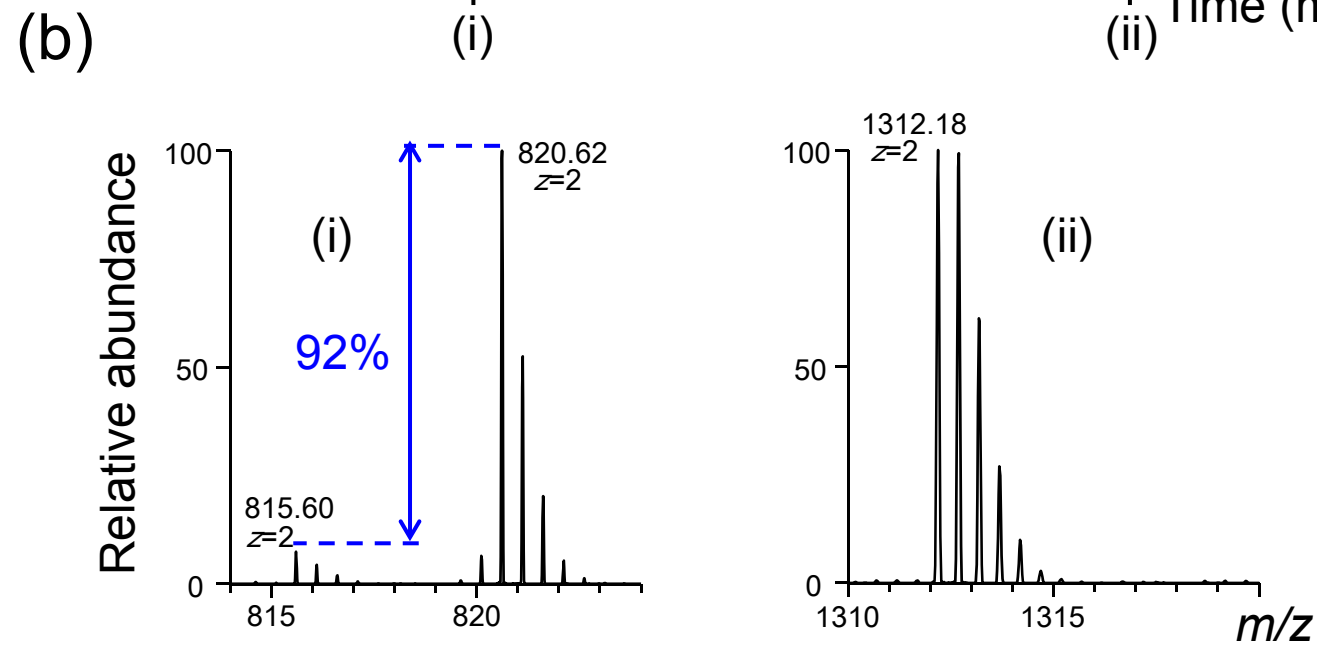 (b)
(i)
(ii)
Time (m
Relative abundance
100
50
0
(i)
92%
820.62
z=2
815.60
z=2
815
820
100
50
0
1312.18
z=2
(ii)
1310
1315
m/z